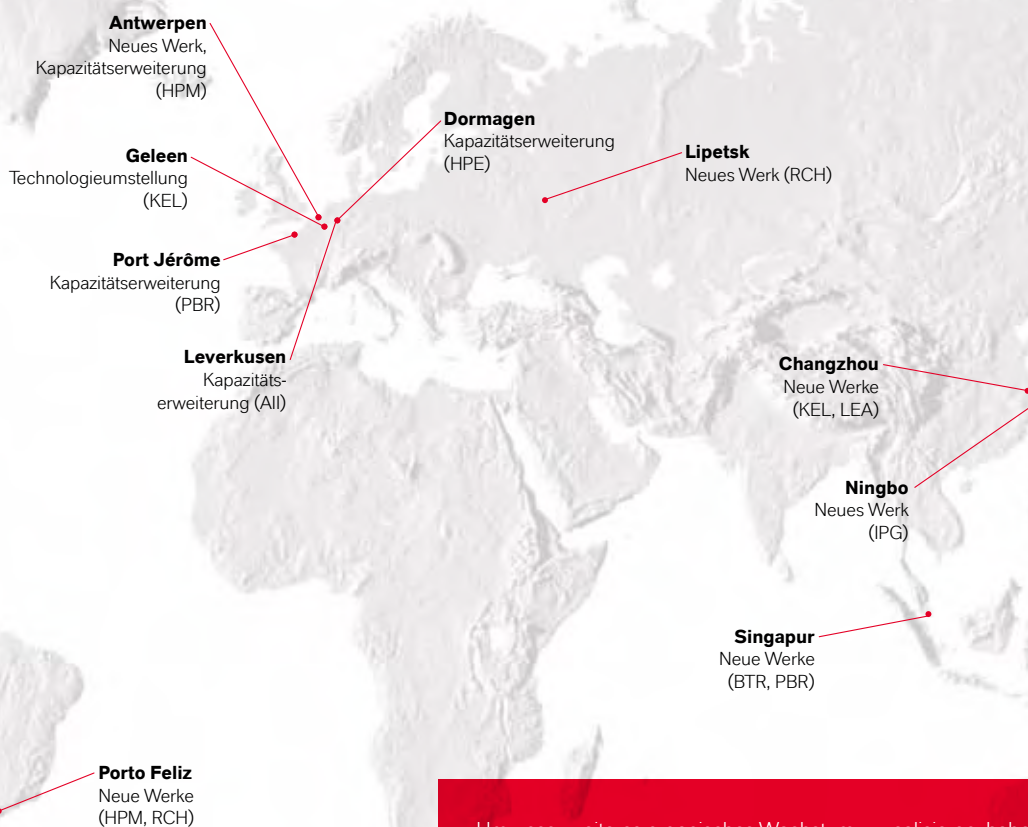 Antwerpen
Neues Werk,
Kapazitätserweiterung
(HPM)
Geleen
Technologieumstellung
(KEL)
Port Jérôme
Kapazitätserweiterung
(PBR)
Leverkusen
Kapazitäts-
erweiterung (AII)
Dormagen
Kapazitätserweiterung
(HPE)
Lipetsk
Neues Werk (RCH)
Changzhou
Neue Werke
(KEL, LEA)
Ningbo
Neues Werk
(IPG)
Singapur
Neue Werke
(BTR, PBR)
Porto Feliz
Neue Werke
(HPM, RCH)